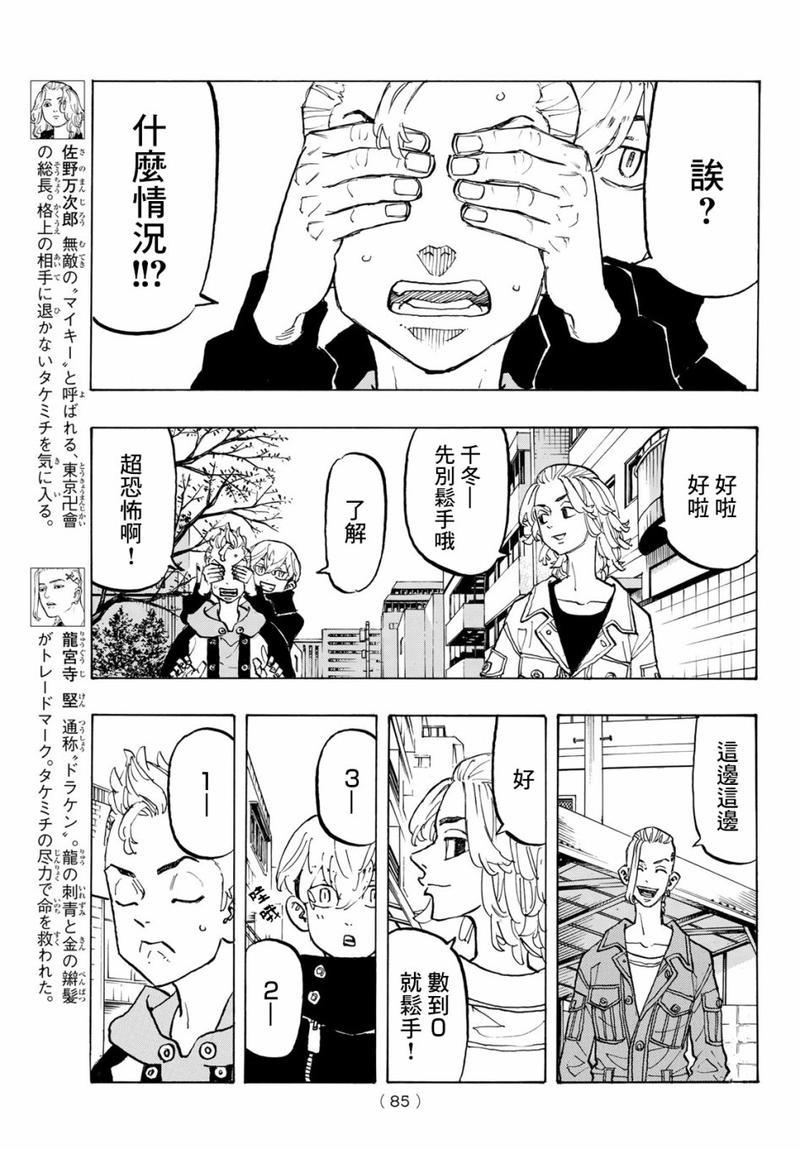 誒?
什麼情況!!?
好啦好啦
千冬—
先別鬆手哦
了解
超恐怖啊!
這邊這邊
好
數到0
就鬆手!
3—
哇哦
2—
1—
佐野万次郎 無敵の〝マイキー〟と呼ばれる、東京卍會
の総長。格上の相手に退かないタケミチを気に入る。
龍宮寺 堅 通称〝ドラケン〟。龍の刺青と金の辮髪
がトレードマーク。タケミチの尽力で命を救われた。
( 85 )